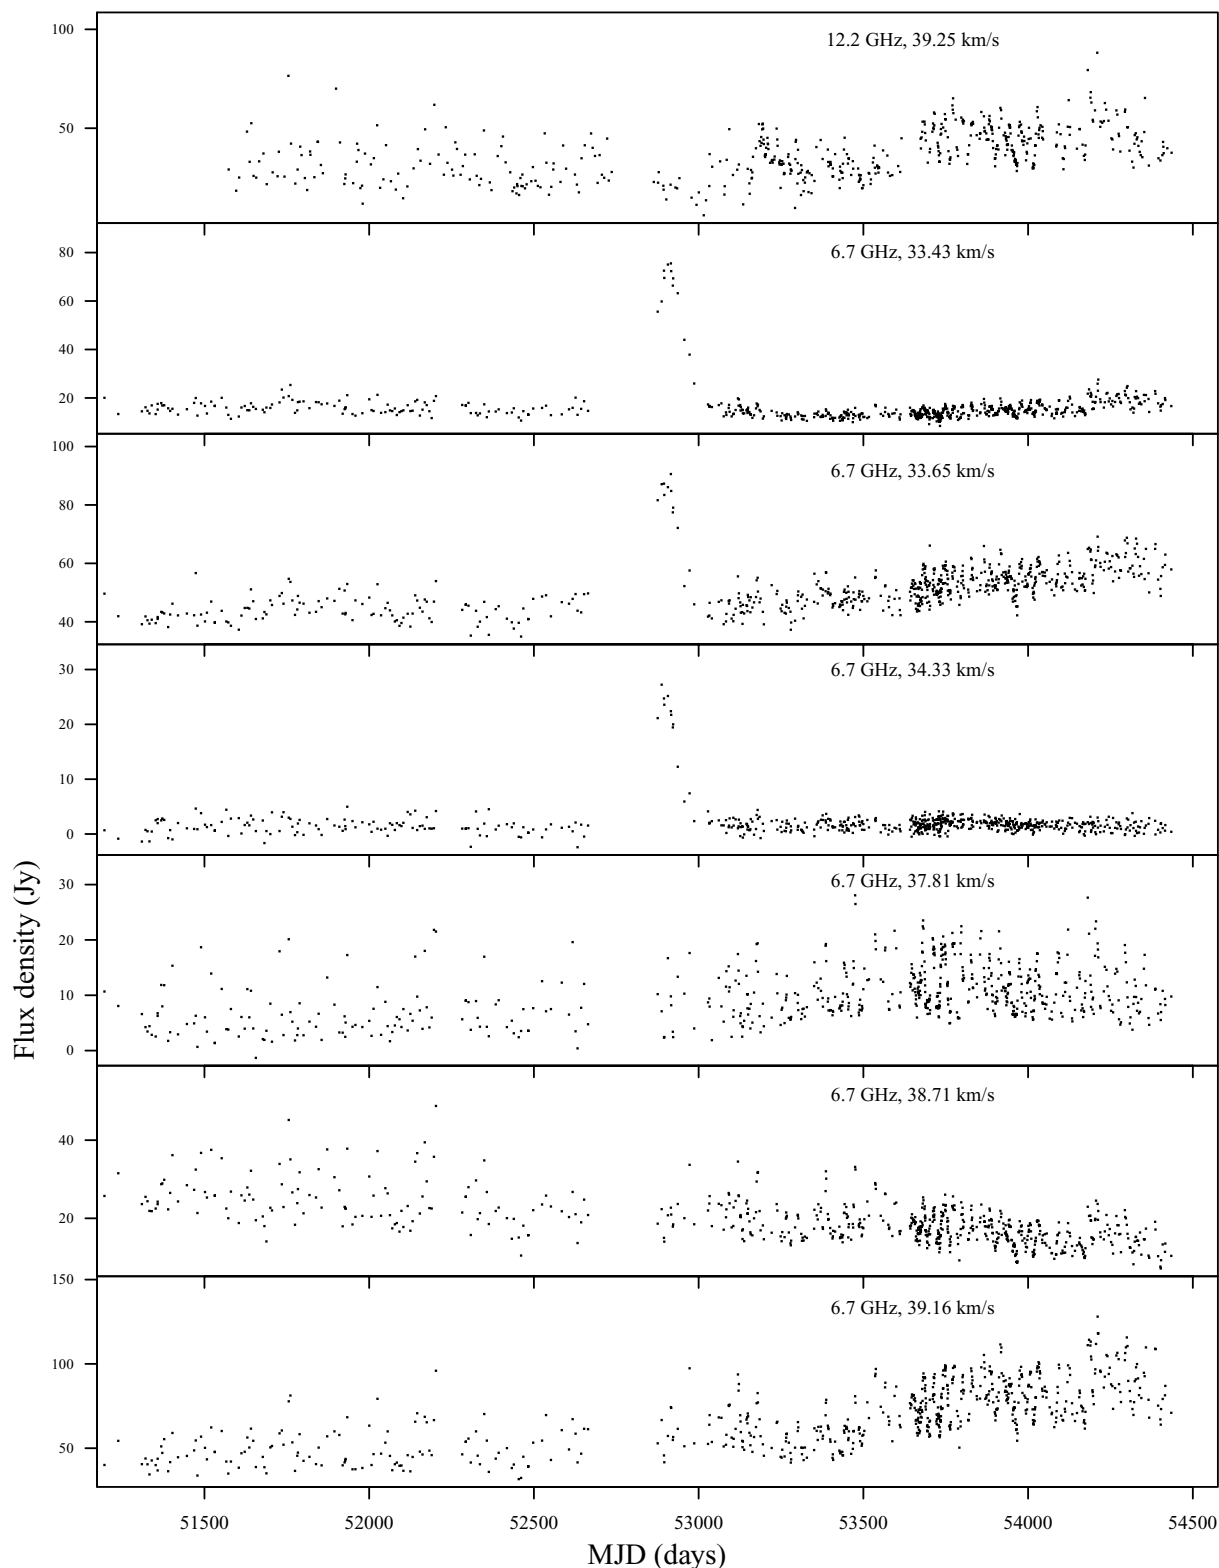 100
50
12.2 GHz, 39.25 km/s
80
60
40
20
6.7 GHz, 33.43 km/s
100
80
60
40
6.7 GHz, 33.65 km/s
30
20
10
0
6.7 GHz, 34.33 km/s
30
20
10
0
6.7 GHz, 37.81 km/s
40
20
6.7 GHz, 38.71 km/s
150
100
50
6.7 GHz, 39.16 km/s
Flux density (Jy)
51500 52000 52500 53000 53500 54000 54500
MJD (days)